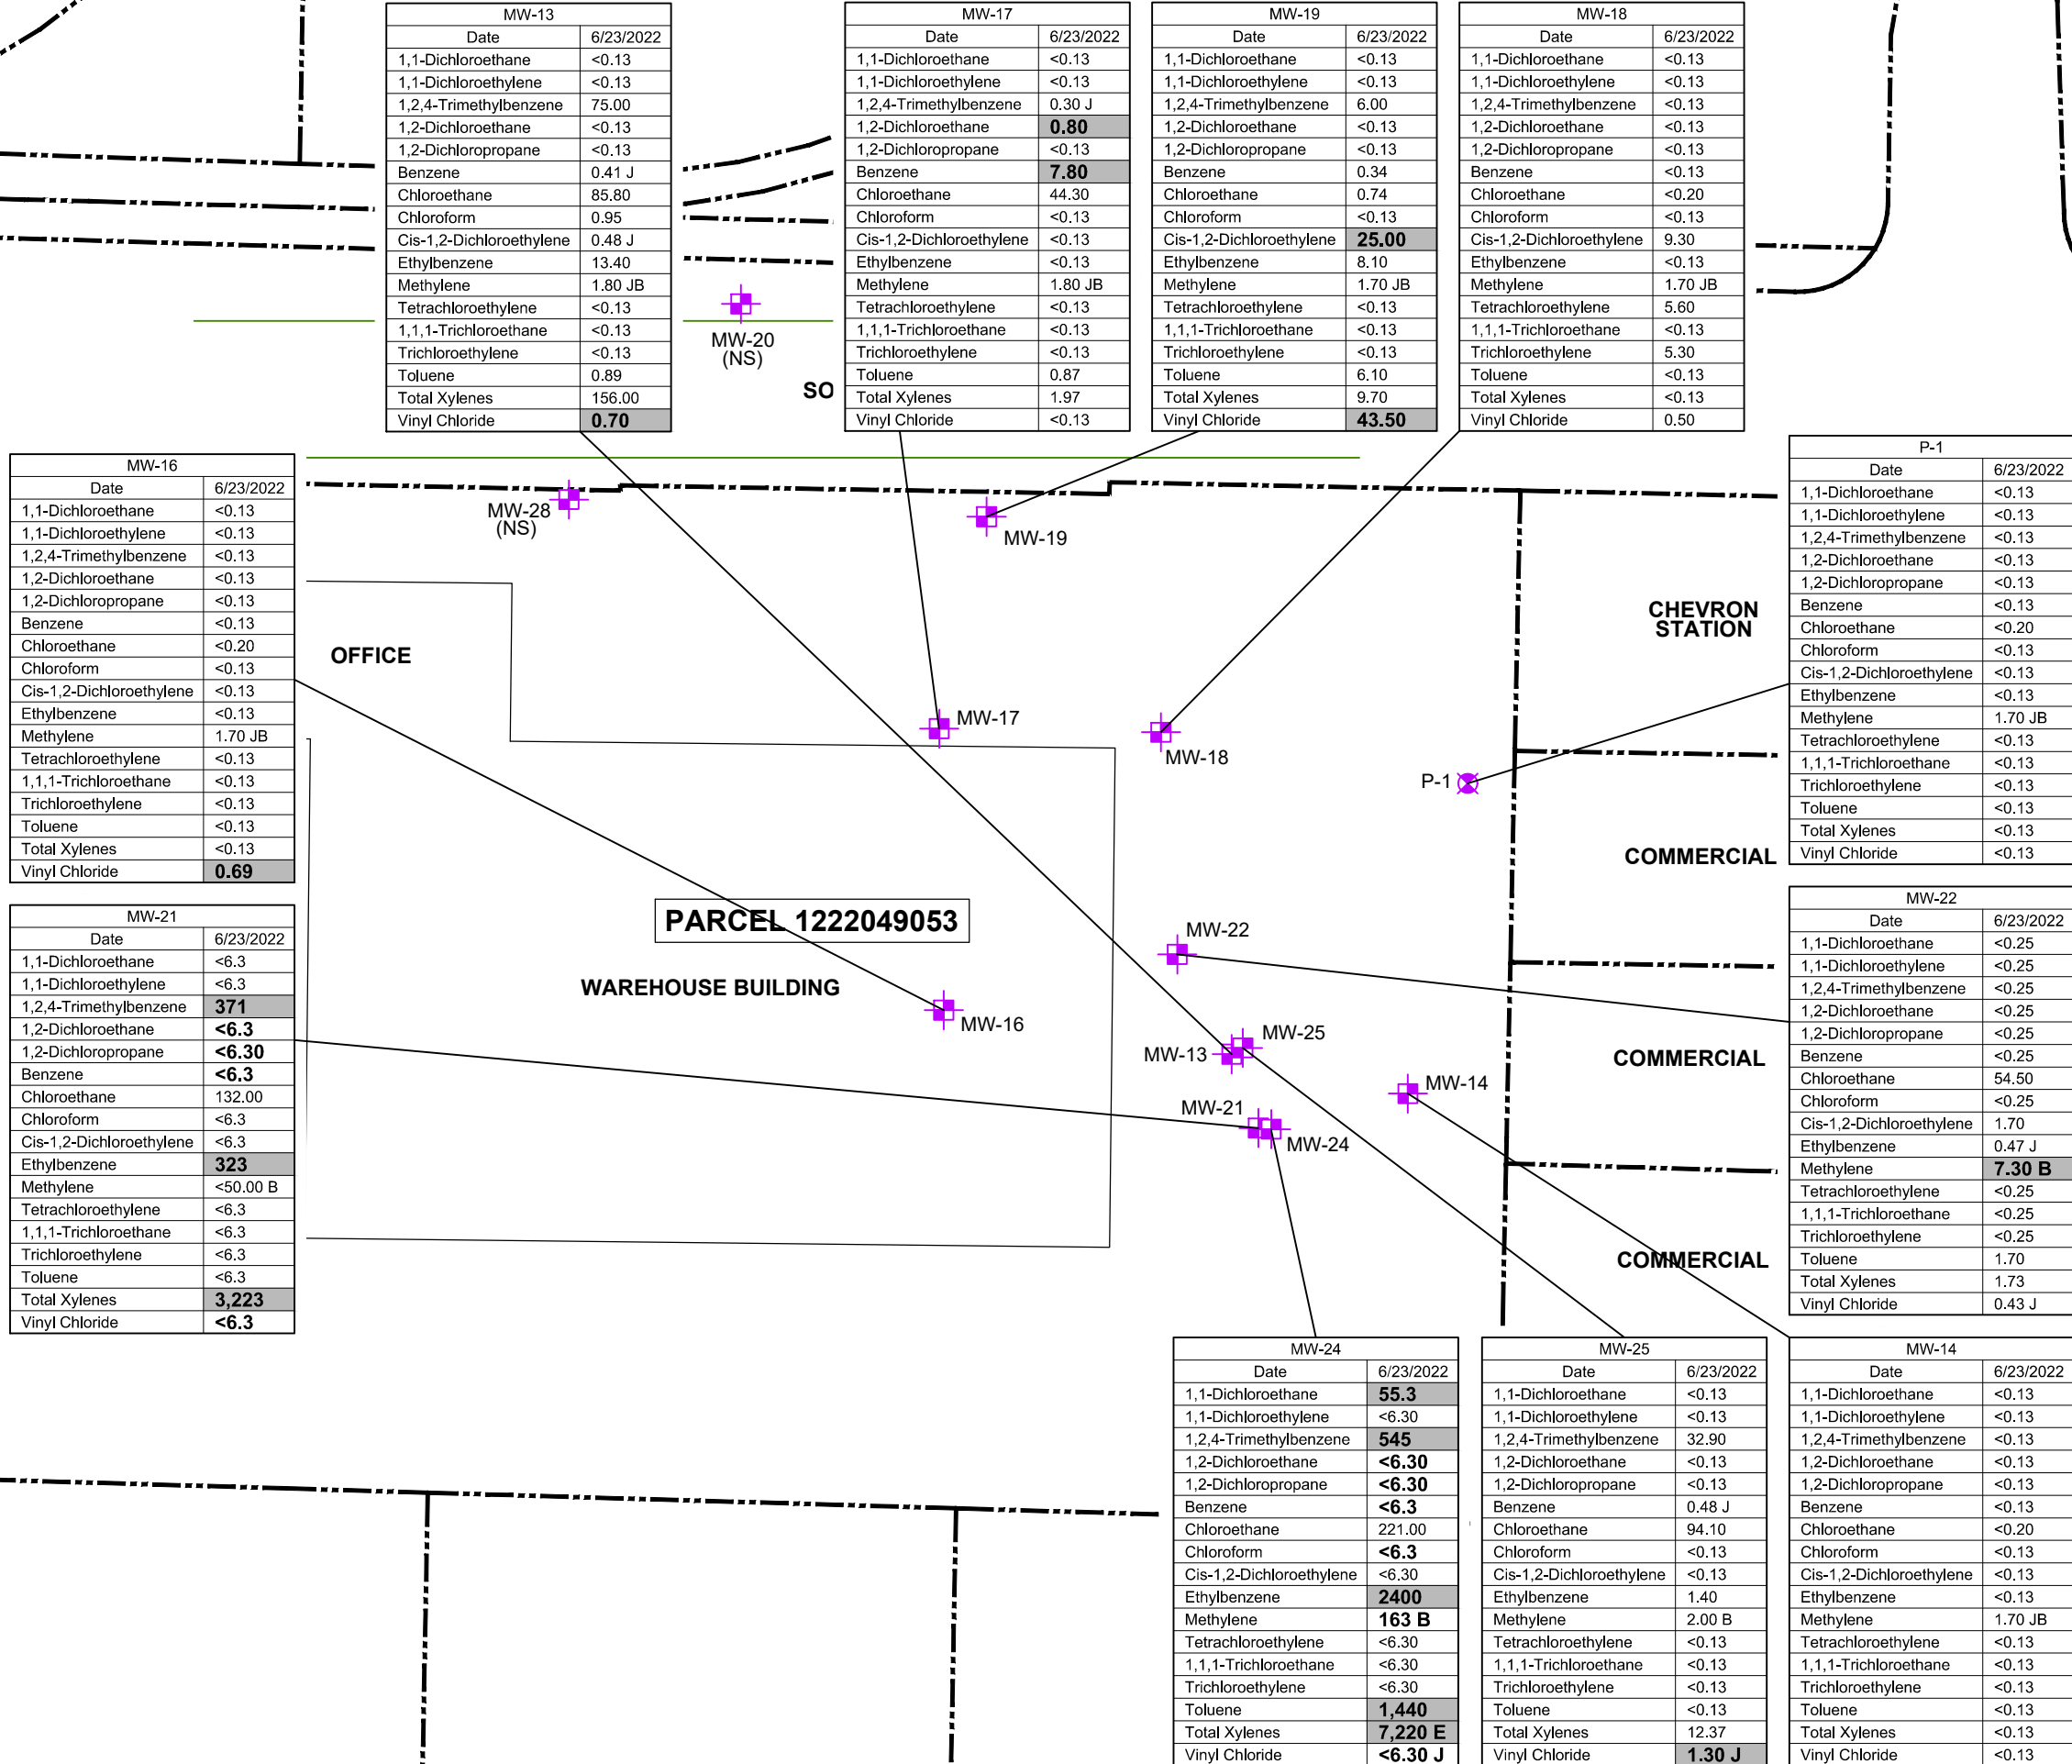 MW-13
Date 6/23/2022
1,1-Dichloroethane <0.13
1,1-Dichloroethylene <0.13
1,2,4-Trimethylbenzene 75.00
1,2-Dichloroethane <0.13
1,2-Dichloropropane <0.13
Benzene 0.41 J
Chloroethane 85.80
Chloroform 0.95
Cis-1,2-Dichloroethylene 0.48 J
Ethylbenzene 13.40
Methylene 1.80 JB
Tetrachloroethylene <0.13
1,1,1-Trichloroethane <0.13
Trichloroethylene <0.13
Toluene 0.89
Total Xylenes 156.00
Vinyl Chloride 0.70
MW-17
Date 6/23/2022
1,1-Dichloroethane <0.13
1,1-Dichloroethylene <0.13
1,2,4-Trimethylbenzene 0.30 J
1,2-Dichloroethane 0.80
1,2-Dichloropropane <0.13
Benzene 7.80
Chloroethane 44.30
Chloroform <0.13
Cis-1,2-Dichloroethylene <0.13
Ethylbenzene <0.13
Methylene 1.80 JB
Tetrachloroethylene <0.13
1,1,1-Trichloroethane <0.13
Trichloroethylene <0.13
Toluene 0.87
Total Xylenes 1.97
Vinyl Chloride <0.13
MW-19
Date 6/23/2022
1,1-Dichloroethane <0.13
1,1-Dichloroethylene <0.13
1,2,4-Trimethylbenzene 6.00
1,2-Dichloroethane <0.13
1,2-Dichloropropane <0.13
Benzene 0.34
Chloroethane 0.74
Chloroform <0.13
Cis-1,2-Dichloroethylene 25.00
Ethylbenzene 8.10
Methylene 1.70 JB
Tetrachloroethylene <0.13
1,1,1-Trichloroethane <0.13
Trichloroethylene <0.13
Toluene 6.10
Total Xylenes 9.70
Vinyl Chloride 43.50
MW-18
Date 6/23/2022
1,1-Dichloroethane <0.13
1,1-Dichloroethylene <0.13
1,2,4-Trimethylbenzene <0.13
1,2-Dichloroethane <0.13
1,2-Dichloropropane <0.13
Benzene <0.13
Chloroethane <0.20
Chloroform <0.13
Cis-1,2-Dichloroethylene 9.30
Ethylbenzene <0.13
Methylene 1.70 JB
Tetrachloroethylene 5.60
1,1,1-Trichloroethane <0.13
Trichloroethylene 5.30
Toluene <0.13
Total Xylenes <0.13
Vinyl Chloride 0.50
MW-20
(NS)
SO
MW-16
Date 6/23/2022
1,1-Dichloroethane <0.13
1,1-Dichloroethylene <0.13
1,2,4-Trimethylbenzene <0.13
1,2-Dichloroethane <0.13
1,2-Dichloropropane <0.13
Benzene <0.13
Chloroethane <0.20
Chloroform <0.13
Cis-1,2-Dichloroethylene <0.13
Ethylbenzene <0.13
Methylene 1.70 JB
Tetrachloroethylene <0.13
1,1,1-Trichloroethane <0.13
Trichloroethylene <0.13
Toluene <0.13
Total Xylenes <0.13
Vinyl Chloride 0.69
MW-28
(NS)
MW-19
OFFICE
MW-17
MW-18
CHEVRON
STATION
P-1
P-1
Date 6/23/2022
1,1-Dichloroethane <0.13
1,1-Dichloroethylene <0.13
1,2,4-Trimethylbenzene <0.13
1,2-Dichloroethane <0.13
1,2-Dichloropropane <0.13
Benzene <0.13
Chloroethane <0.20
Chloroform <0.13
Cis-1,2-Dichloroethylene <0.13
Ethylbenzene <0.13
Methylene 1.70 JB
Tetrachloroethylene <0.13
1,1,1-Trichloroethane <0.13
Trichloroethylene <0.13
Toluene <0.13
Total Xylenes <0.13
Vinyl Chloride <0.13
COMMERCIAL
MW-21
Date 6/23/2022
1,1-Dichloroethane <6.3
1,1-Dichloroethylene <6.3
1,2,4-Trimethylbenzene 371
1,2-Dichloroethane <6.3
1,2-Dichloropropane <6.30
Benzene <6.3
Chloroethane 132.00
Chloroform <6.3
Cis-1,2-Dichloroethylene <6.3
Ethylbenzene 323
Methylene <50.00 B
Tetrachloroethylene <6.3
1,1,1-Trichloroethane <6.3
Trichloroethylene <6.3
Toluene <6.3
Total Xylenes 3,223
Vinyl Chloride <6.3
PARCEL 1222049053
WAREHOUSE BUILDING
MW-16
MW-22
MW-25
MW-13
MW-14
MW-21
MW-24
COMMERCIAL
COMMERCIAL
MW-22
Date 6/23/2022
1,1-Dichloroethane <0.25
1,1-Dichloroethylene <0.25
1,2,4-Trimethylbenzene <0.25
1,2-Dichloroethane <0.25
1,2-Dichloropropane <0.25
Benzene <0.25
Chloroethane 54.50
Chloroform <0.25
Cis-1,2-Dichloroethylene 1.70
Ethylbenzene 0.47 J
Methylene 7.30 B
Tetrachloroethylene <0.25
1,1,1-Trichloroethane <0.25
Trichloroethylene <0.25
Toluene 1.70
Total Xylenes 1.73
Vinyl Chloride 0.43 J
MW-24
Date 6/23/2022
1,1-Dichloroethane 55.3
1,1-Dichloroethylene <6.30
1,2,4-Trimethylbenzene 545
1,2-Dichloroethane <6.30
1,2-Dichloropropane <6.30
Benzene <6.3
Chloroethane 221.00
Chloroform <6.3
Cis-1,2-Dichloroethylene <6.30
Ethylbenzene 2400
Methylene 163 B
Tetrachloroethylene <6.30
1,1,1-Trichloroethane <6.30
Trichloroethylene <6.30
Toluene 1,440
Total Xylenes 7,220 E
Vinyl Chloride <6.30 J
MW-25
Date 6/23/2022
1,1-Dichloroethane <0.13
1,1-Dichloroethylene <0.13
1,2,4-Trimethylbenzene 32.90
1,2-Dichloroethane <0.13
1,2-Dichloropropane <0.13
Benzene 0.48 J
Chloroethane 94.10
Chloroform <0.13
Cis-1,2-Dichloroethylene <0.13
Ethylbenzene 1.40
Methylene 2.00 B
Tetrachloroethylene <0.13
1,1,1-Trichloroethane <0.13
Trichloroethylene <0.13
Toluene <0.13
Total Xylenes 12.37
Vinyl Chloride 1.30 J
MW-14
Date 6/23/2022
1,1-Dichloroethane <0.13
1,1-Dichloroethylene <0.13
1,2,4-Trimethylbenzene <0.13
1,2-Dichloroethane <0.13
1,2-Dichloropropane <0.13
Benzene <0.13
Chloroethane <0.20
Chloroform <0.13
Cis-1,2-Dichloroethylene <0.13
Ethylbenzene <0.13
Methylene 1.70 JB
Tetrachloroethylene <0.13
1,1,1-Trichloroethane <0.13
Trichloroethylene <0.13
Toluene <0.13
Total Xylenes <0.13
Vinyl Chloride <0.13